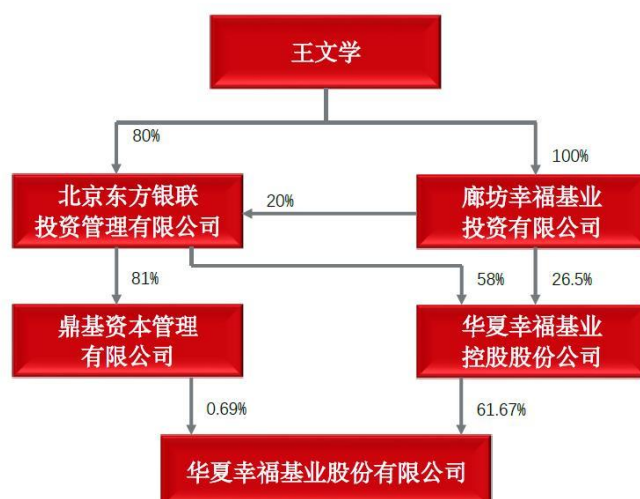 王文学
80%
100%
北京东方银联
投资管理有限公司
20%
廊坊幸福基业
投资有限公司
81%
58%
26.5%
鼎基资本管理
有限公司
华夏幸福基业
控股股份公司
0.69%
61.67%
华夏幸福基业股份有限公司